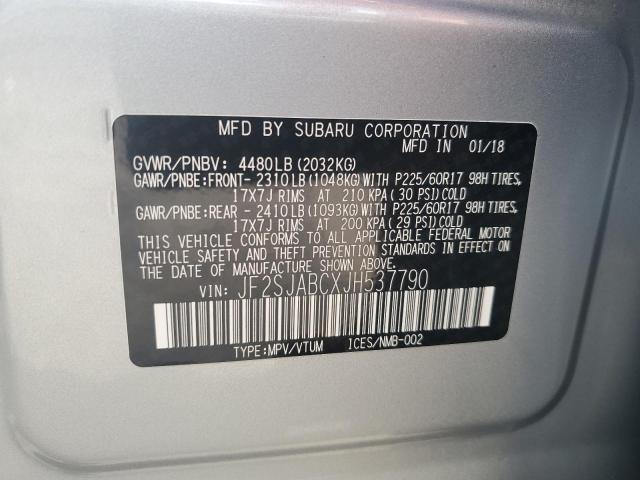 MFD BY SUBARU CORPORATION
MFD IN 01/18
GVWR/PNBV: 4480LB(2032KG)
GAWR/PNBE:FRONT- 2310LB(1048KG)WITH P225/60R17 98H TIRES,
17X7J RIMS AT 210 KPA(30 PSI)COLD
GAWR/PNBE:REAR - 2410LB(1093KG)WITH P225/60R17 98H TIRES,
17X7J RIMS AT 200 KPA(29 PSI)COLD
THIS VEHICLE CONFORMS TO ALL APPLICABLE FEDERAL MOTOR
VEHICLE SAFETY AND THEFT PREVENTION STANDARDS IN EFFECT ON
THE DATE OF MANUFACTURE SHOWN ABOVE.
VIN: JF2SJABCXJH537790
TYPE:MPV/VTUM ICES/NMB-002